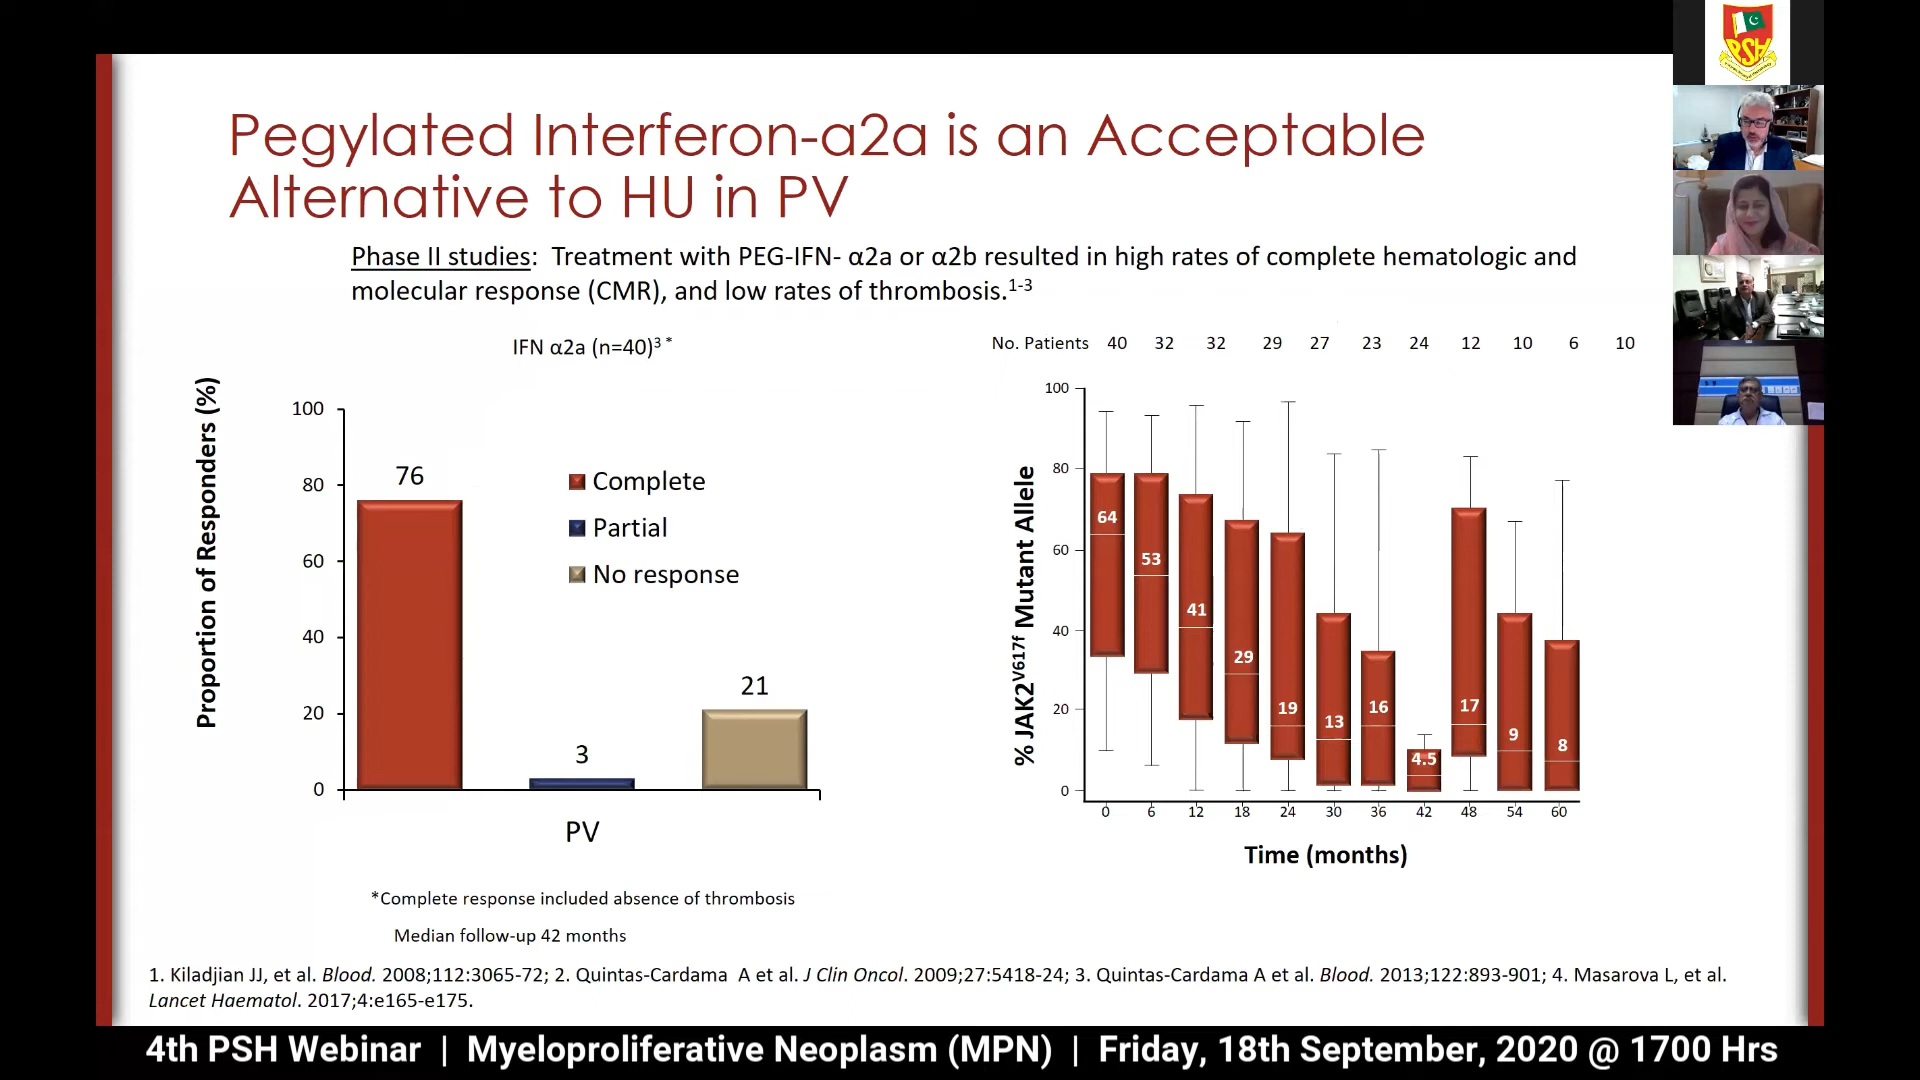 PSH
Pegylated Interferon-a2a is an Acceptable
Alternative to HU in PV
Phase II studies: Treatment with PEG-IFN- α2a or α2b resulted in high rates of complete hematologic and
molecular response (CMR), and low rates of thrombosis.1-3
IFN α2a (n=40)3 *
Proportion of Responders (%)
100
80
60
40
20
0
76
3
21
Complete
Partial
No response
PV
*Complete response included absence of thrombosis
Median follow-up 42 months
No. Patients 40 32 32 29 27 23 24 12 10 6 10
% JAK2V617f Mutant Allele
100
80
60
40
20
0
64
53
41
29
19
13
16
4.5
17
9
8
0 6 12 18 24 30 36 42 48 54 60
Time (months)
1. Kiladjian JJ, et al. Blood. 2008;112:3065-72; 2. Quintas-Cardama A et al. J Clin Oncol. 2009;27:5418-24; 3. Quintas-Cardama A et al. Blood. 2013;122:893-901; 4. Masarova L, et al.
Lancet Haematol. 2017;4:e165-e175.
4th PSH Webinar | Myeloproliferative Neoplasm (MPN) | Friday, 18th September, 2020 @ 1700 Hrs